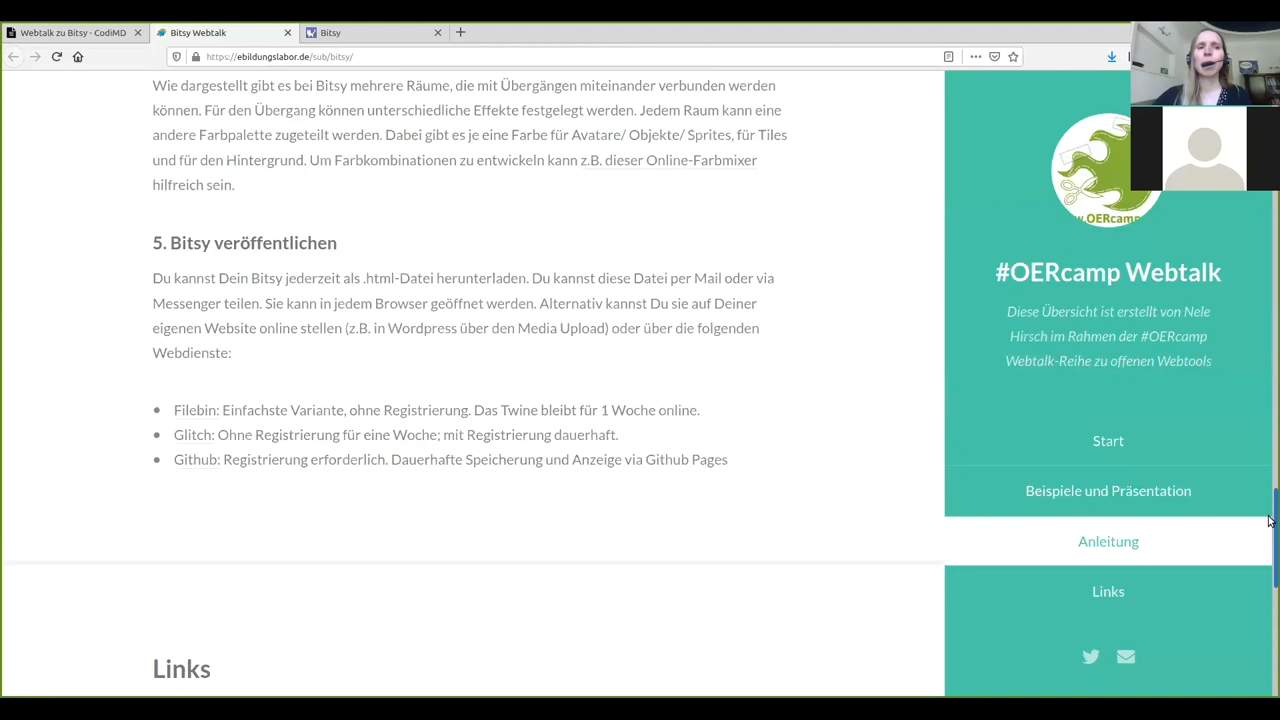 Webtalk zu Bitsy - CodiMD
Bitsy Webtalk
Bitsy
https://ebildungslabor.de/sub/bitsy/
Wie dargestellt gibt es bei Bitsy mehrere Räume, die mit Übergängen miteinander verbunden werden
können. Für den Übergang können unterschiedliche Effekte festgelegt werden. Jedem Raum kann eine
andere Farbpalette zugeteilt werden. Dabei gibt es je eine Farbe für Avatare/ Objekte/ Sprites, für Tiles
und für den Hintergrund. Um Farbkombinationen zu entwickeln kann z.B. dieser Online-Farbmixer
hilfreich sein.
5. Bitsy veröffentlichen
Du kannst Dein Bitsy jederzeit als .html-Datei herunterladen. Du kannst diese Datei per Mail oder via
Messenger teilen. Sie kann in jedem Browser geöffnet werden. Alternativ kannst Du sie auf Deiner
eigenen Website online stellen (z.B. in Wordpress über den Media Upload) oder über die folgenden
Webdienste:
Filebin: Einfachste Variante, ohne Registrierung. Das Twine bleibt für 1 Woche online.
Glitch: Ohne Registrierung für eine Woche; mit Registrierung dauerhaft.
Github: Registrierung erforderlich. Dauerhafte Speicherung und Anzeige via Github Pages
Links
w.OERcamp
#OERcamp Webtalk
Diese Übersicht ist erstellt von Nele
Hirsch im Rahmen der #OERcamp
Webtalk-Reihe zu offenen Webtools
Start
Beispiele und Präsentation
Anleitung
Links